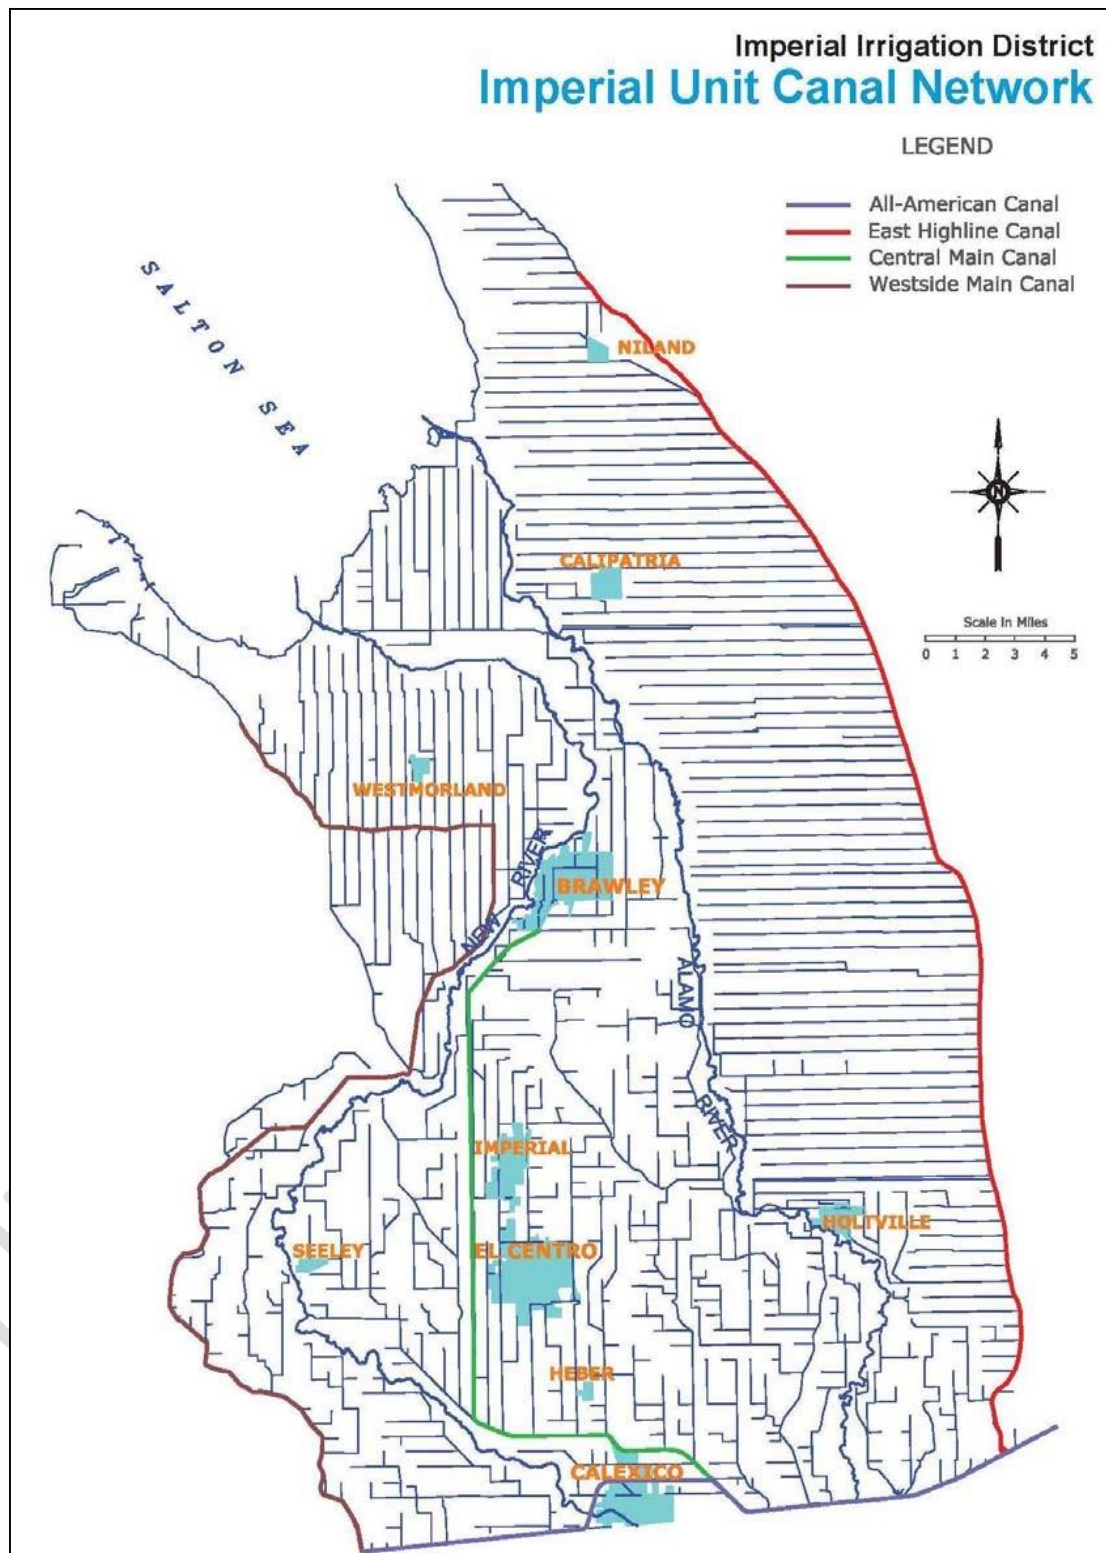 Imperial Irrigation District
Imperial Unit Canal Network
LEGEND
All-American Canal
East Highline Canal
Central Main Canal
Westside Main Canal
SALTON SEA
NILAND
N
CALIPATRIA
Scale In Miles
0 1 2 3 4 5
WESTMORLAND
NEW RIVER
BRAWLEY
ALAMO RIVER
IMPERIAL
HOLTVILLE
SEELEY
EL CENTRO
HEBER
CALEXICO